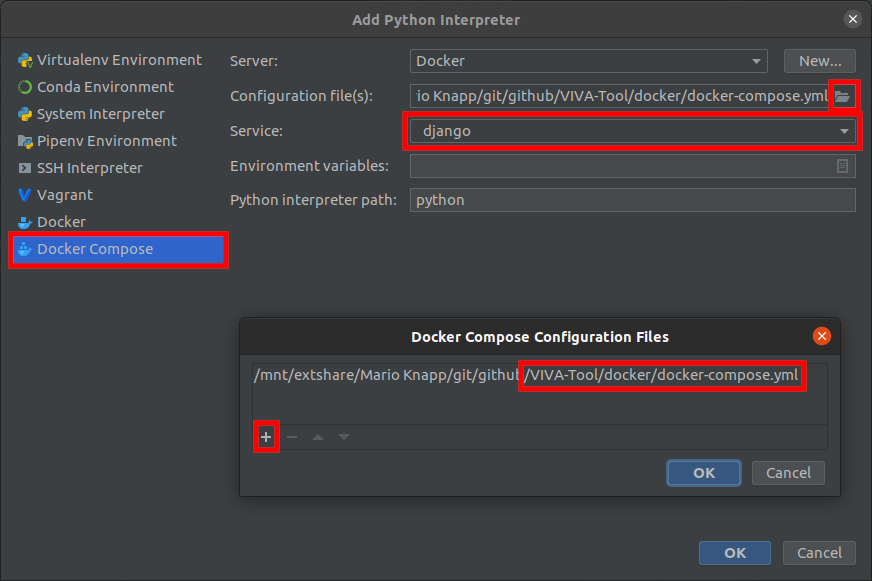 Add Python Interpreter
Virtualenv Environment
Conda Environment
System Interpreter
Pipenv Environment
SSH Interpreter
Vagrant
Docker
Docker Compose
Server: Docker New...
Configuration file(s): io Knapp/git/github/VIVA-Tool/docker/docker-compose.yml
Service: django
Environment variables:
Python interpreter path: python
Docker Compose Configuration Files
/mnt/extshare/Mario Knapp/git/github/VIVA-Tool/docker/docker-compose.yml
OK Cancel
OK Cancel